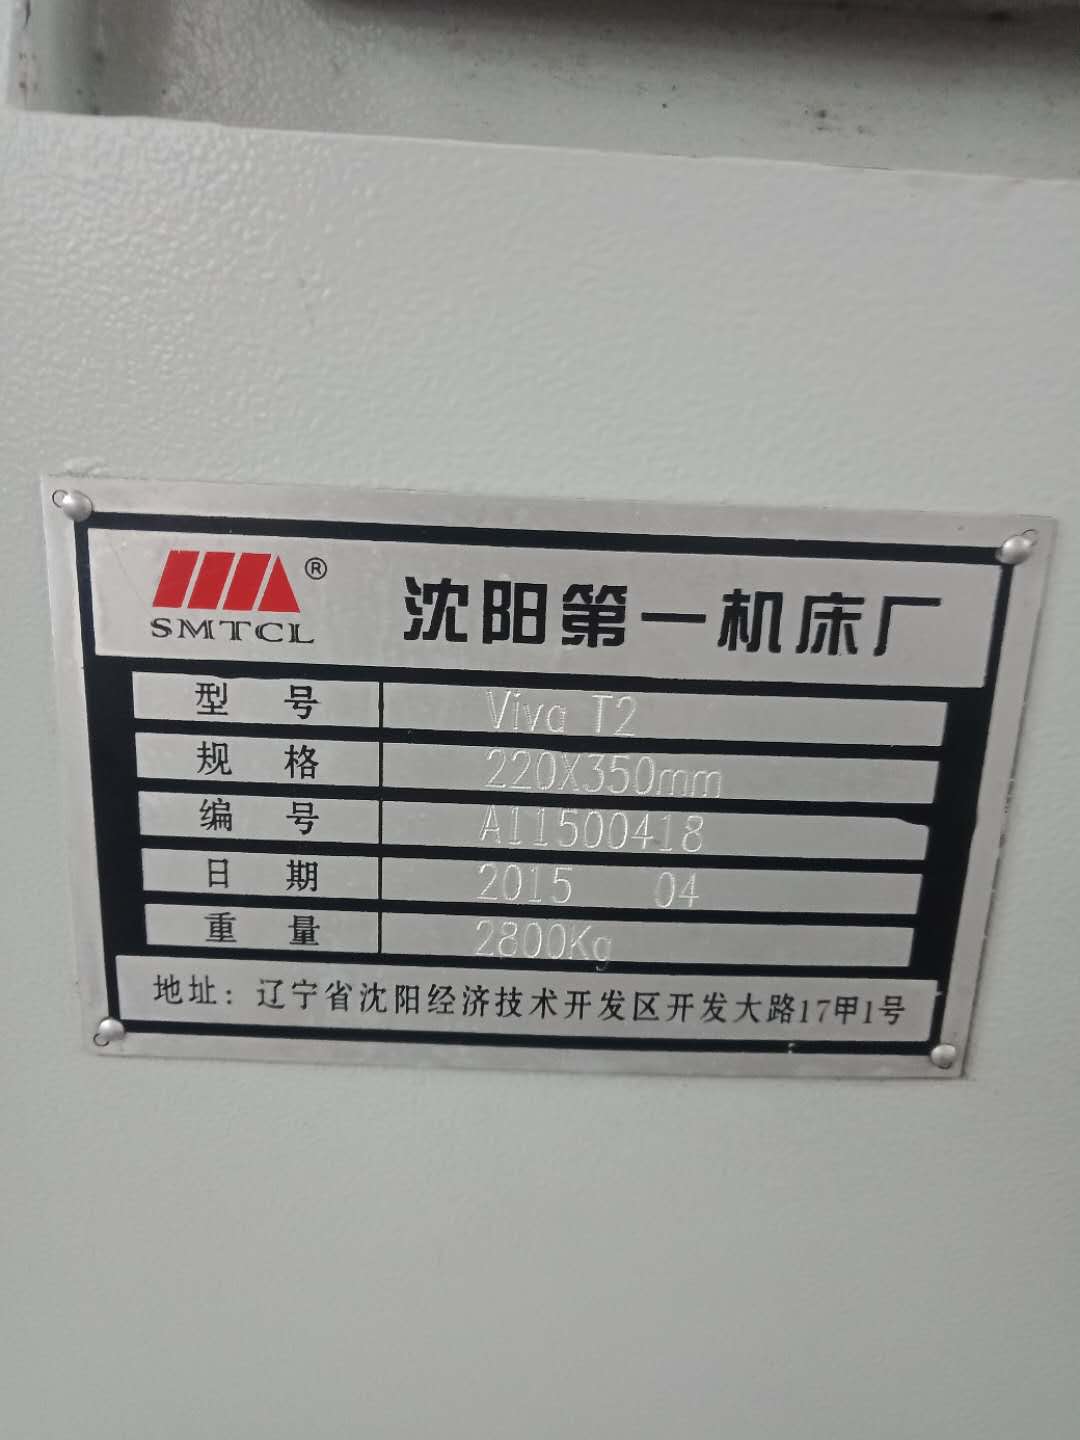 SMTCL® 沈阳第一机床厂
型号 Viva T2
规格 220X350mm
编号 A11500418
日期 2015 04
重量 2800Kg
地址：辽宁省沈阳经济技术开发区开发大路17甲1号